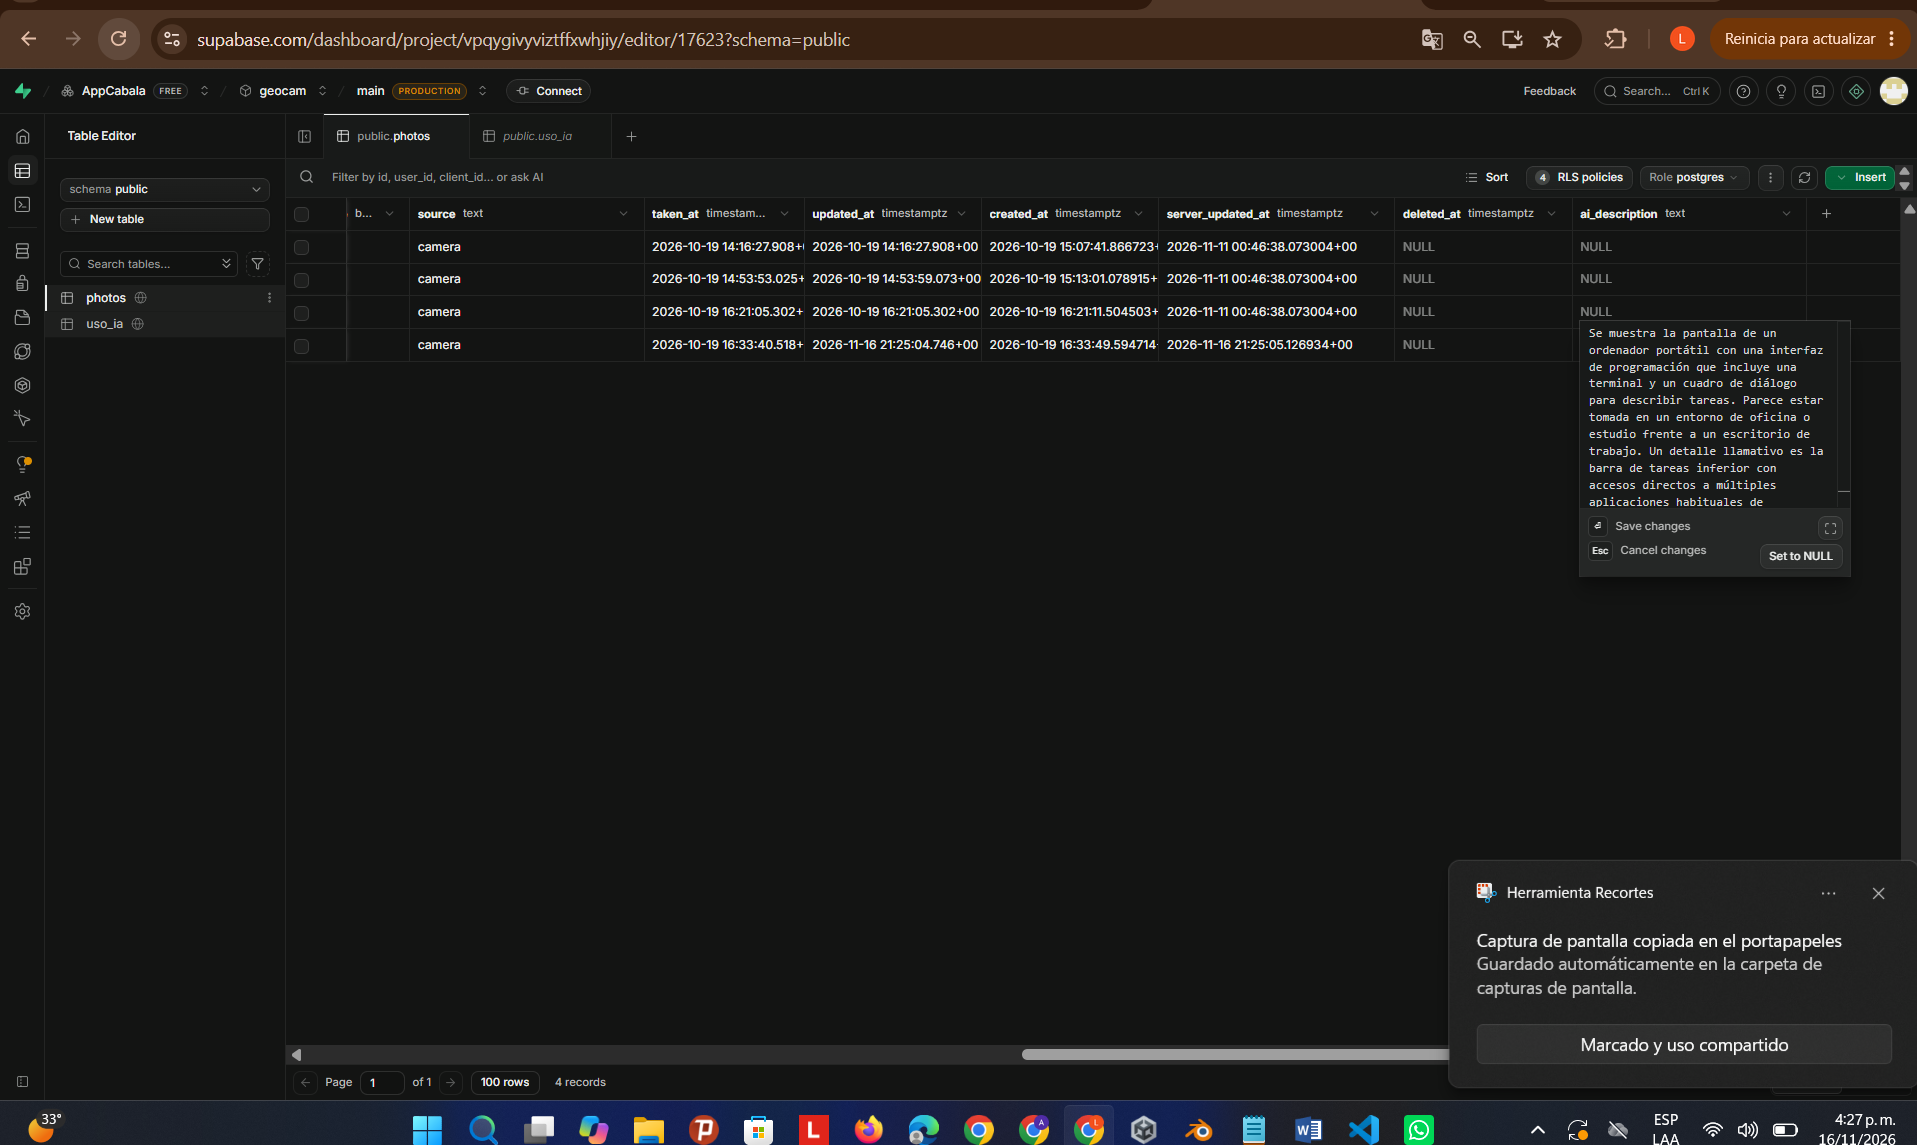 supabase.com/dashboard/project/vpqygivyviztffxwhjiy/editor/17623?schema=public
L
Reinicia para actualizar
AppCabala FREE / geocam / main PRODUCTION Connect
Feedback Search... Ctrl K
Table Editor
public.photos public.uso_ia
schema public
Filter by id, user_id, client_id... or ask AI
Sort 4 RLS policies Role postgres Insert
New table
b... source text taken_at timestam... updated_at timestamptz created_at timestamptz server_updated_at timestamptz deleted_at timestamptz ai_description text
camera 2026-10-19 14:16:27.908+ 2026-10-19 14:16:27.908+00 2026-10-19 15:07:41.866723+ 2026-11-11 00:46:38.073004+00 NULL NULL
Search tables...
camera 2026-10-19 14:53:53.025+ 2026-10-19 14:53:59.073+00 2026-10-19 15:13:01.078915+ 2026-11-11 00:46:38.073004+00 NULL NULL
photos
camera 2026-10-19 16:21:05.302+ 2026-10-19 16:21:05.302+00 2026-10-19 16:21:11.504503+ 2026-11-11 00:46:38.073004+00 NULL NULL
uso_ia
camera 2026-10-19 16:33:40.518+ 2026-11-16 21:25:04.746+00 2026-10-19 16:33:49.594714 2026-11-16 21:25:05.126934+00 NULL
Se muestra la pantalla de un
ordenador portátil con una interfaz
de programación que incluye una
terminal y un cuadro de diálogo
para describir tareas. Parece estar
tomada en un entorno de oficina o
estudio frente a un escritorio de
trabajo. Un detalle llamativo es la
barra de tareas inferior con
accesos directos a múltiples
aplicaciones habituales de
Save changes
Esc Cancel changes
Set to NULL
Herramienta Recortes
Captura de pantalla copiada en el portapapeles
Guardado automáticamente en la carpeta de
capturas de pantalla.
Marcado y uso compartido
Page 1 of 1 100 rows 4 records
33°
ESP
LAA
4:27 p. m.
16/11/2026